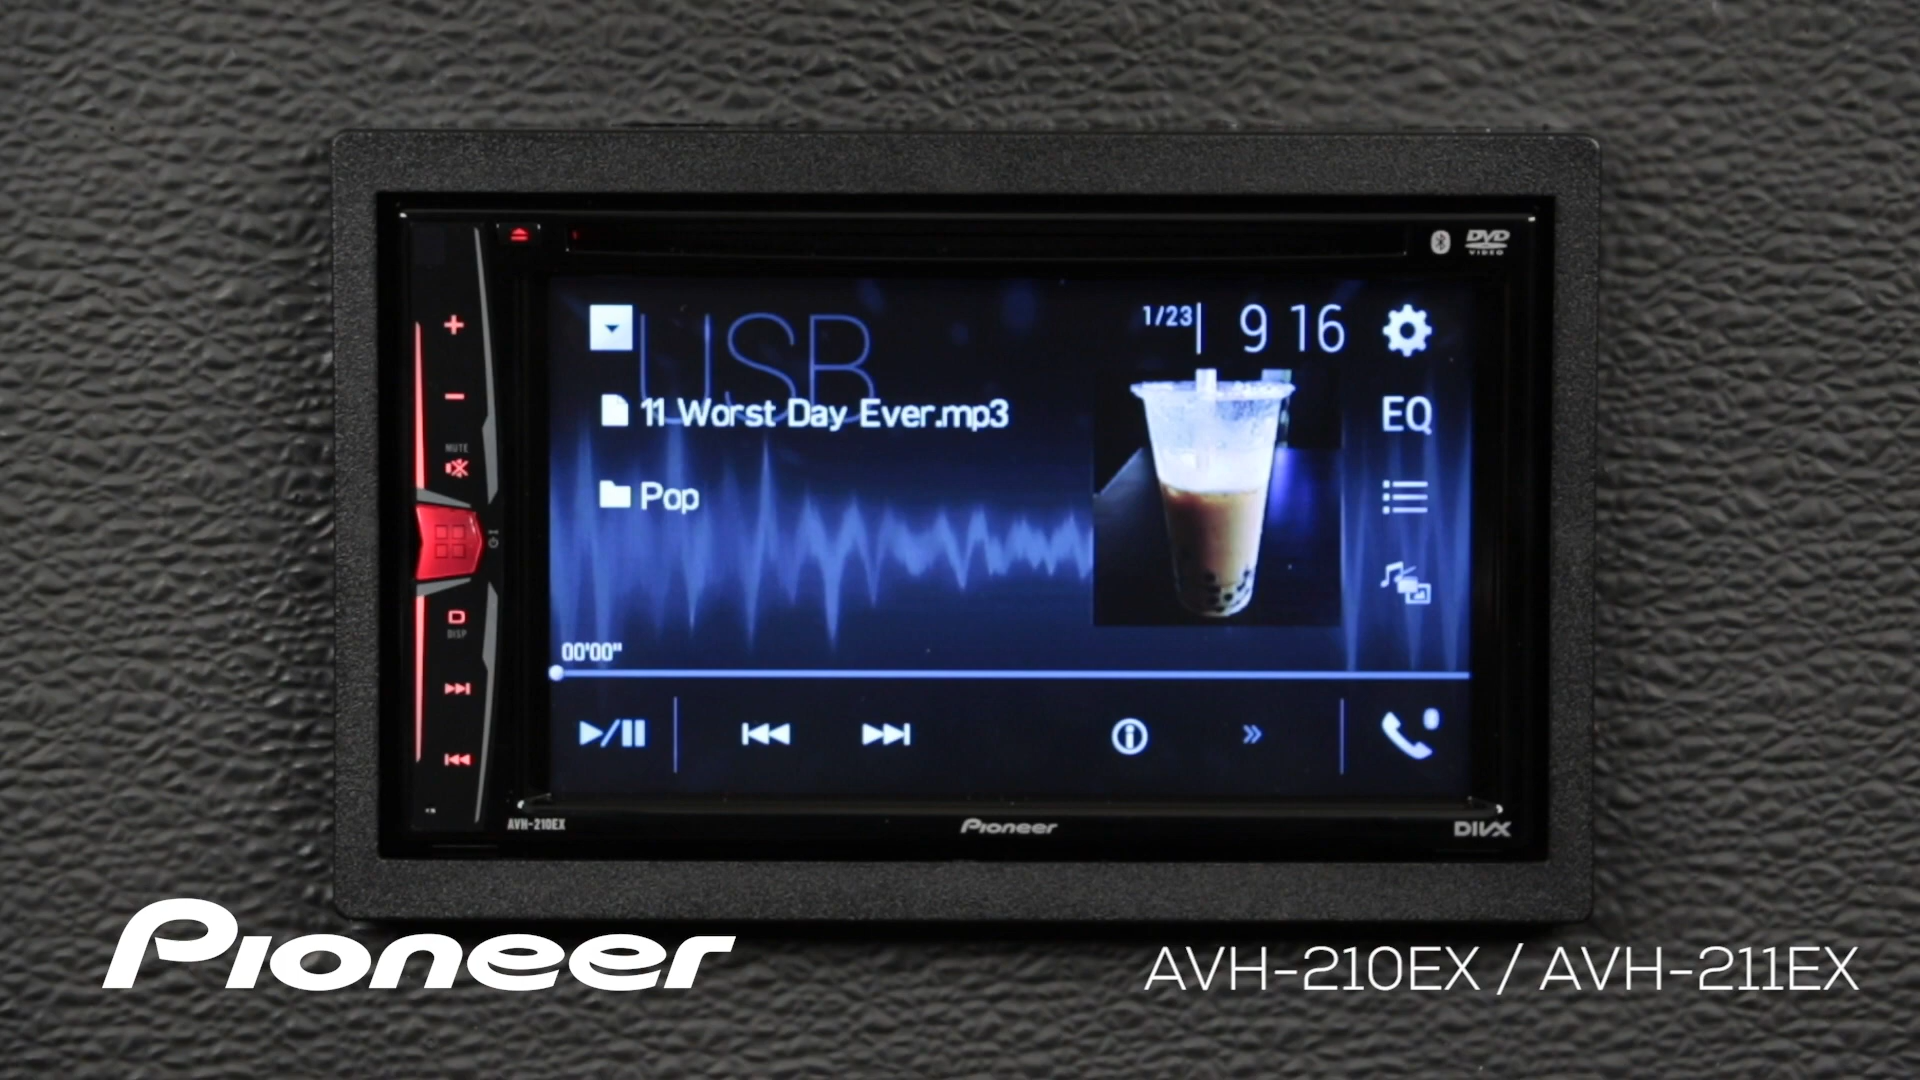 DVD
VIDEO
USB
1/23
9 16
11 Worst Day Ever.mp3
EQ
MUTE
Pop
DISP
00'00"
AVH-210EX
Pioneer
DIVX
Pioneer
AVH-210EX / AVH-211EX